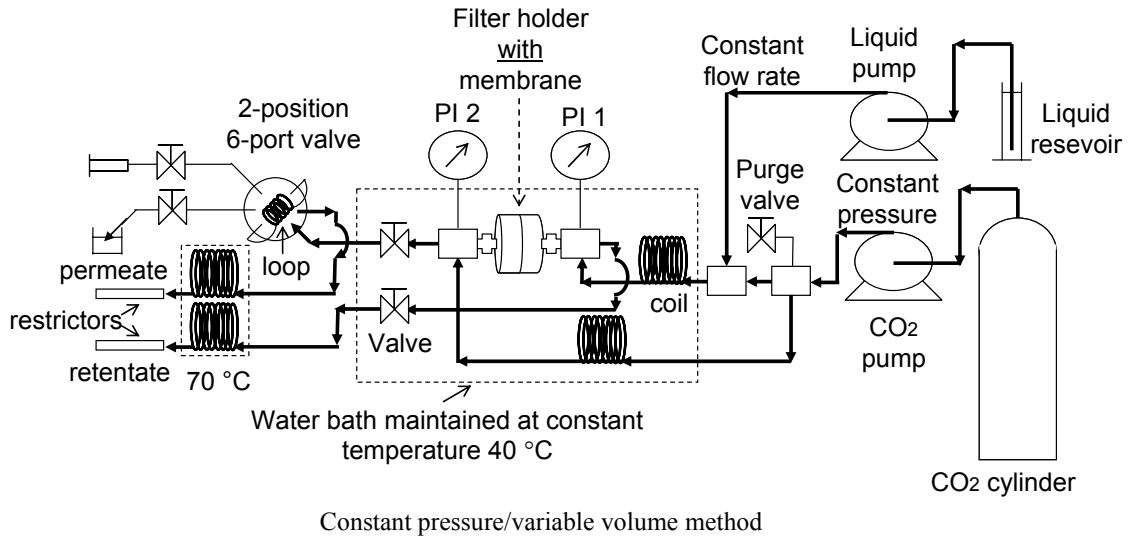 Filter holder
with
membrane
Constant
flow rate
Liquid
pump
Liquid
resevoir
2-position
6-port valve
PI 2
PI 1
Purge
valve
Constant
pressure
loop
coil
permeate
restrictors
retentate
70 °C
Valve
CO2
pump
Water bath maintained at constant
temperature 40 °C
CO2 cylinder
Constant pressure/variable volume method